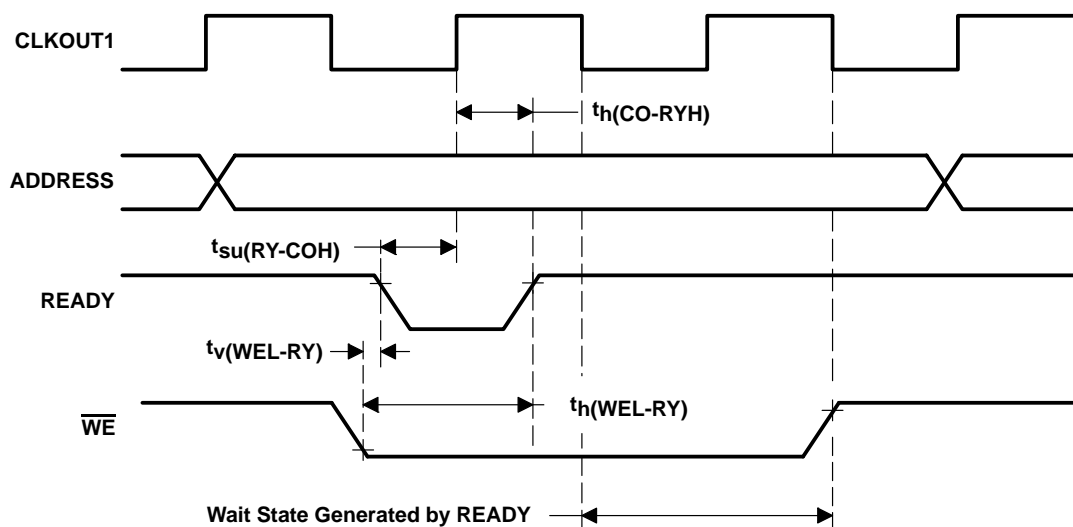 CLKOUT1
th(CO-RYH)
ADDRESS
tsu(RY-COH)
READY
tv(WEL-RY)
th(WEL-RY)
WE
Wait State Generated by READY